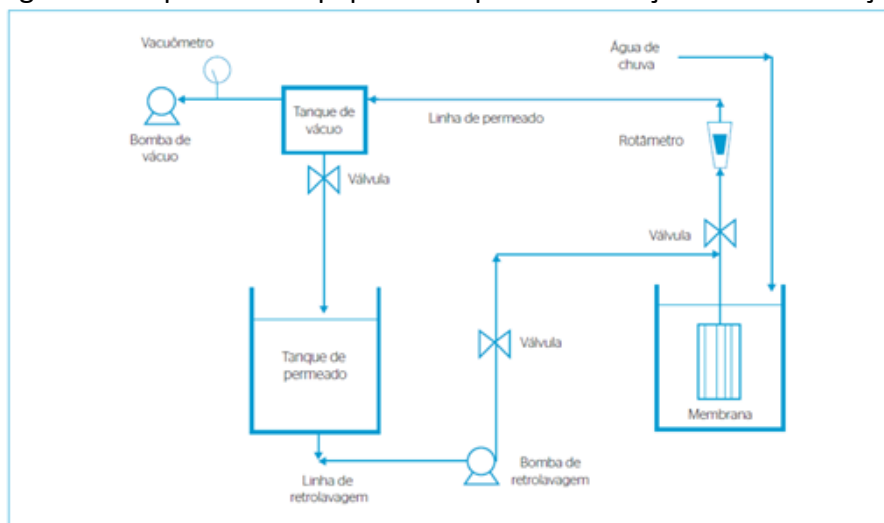 Vacuômetro
Água de
chuva
Tanque de
vácuo
Linha de permeado
Bomba de
vácuo
Rotâmetro
Válvula
Válvula
Válvula
Tanque de
permeado
Membrana
Linha de
retrolavagem
Bomba de
retrolavagem